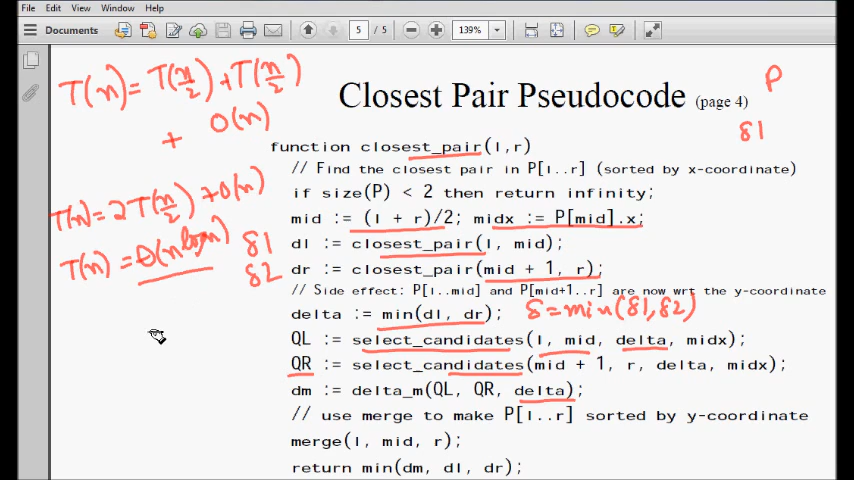 File Edit View Window Help
Documents 5 / 5 139%
T(n) = T(n/2) + T(n/2)
+ O(n)
P
Closest Pair Pseudocode (page 4)
δ1
function closest_pair(l,r)
// Find the closest pair in P[l..r] (sorted by x-coordinate)
if size(P) < 2 then return infinity;
T(n) = 2T(n/2) + O(n)
mid := (l + r)/2; midx := P[mid].x;
T(n) = O(n logn) δ1
dl := closest_pair(l, mid);
δ2
dr := closest_pair(mid + 1, r);
// Side effect: P[l..mid] and P[mid+1..r] are now wrt the y-coordinate
delta := min(dl, dr); δ = min(δ1, δ2)
QL := select_candidates(l, mid, delta, midx);
QR := select_candidates(mid + 1, r, delta, midx);
dm := delta_m(QL, QR, delta);
// use merge to make P[l..r] sorted by y-coordinate
merge(l, mid, r);
return min(dm, dl, dr);